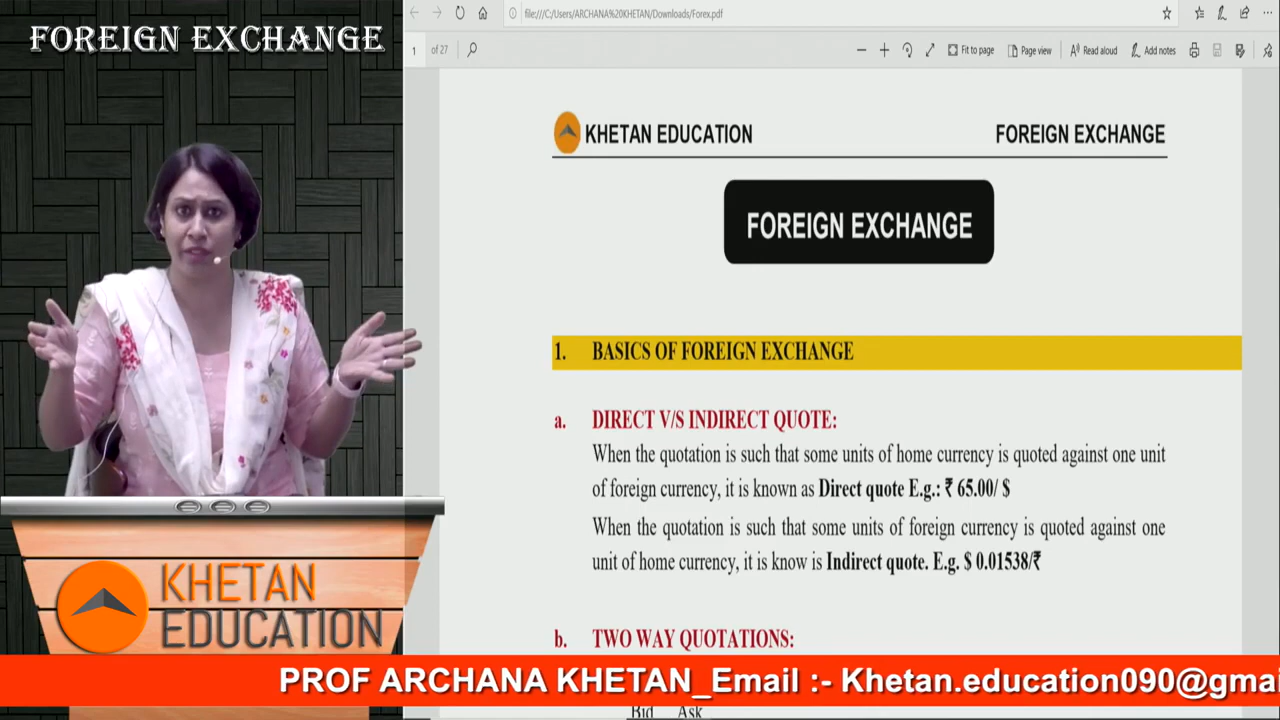 FOREIGN EXCHANGE
file:///C:/Users/ARCHANA%20KHETAN/Downloads/Forex.pdf
1 of 27
Fit to page
Page view
Read aloud
Add notes
KHETAN EDUCATION
FOREIGN EXCHANGE
FOREIGN EXCHANGE
1. BASICS OF FOREIGN EXCHANGE
a. DIRECT V/S INDIRECT QUOTE:
When the quotation is such that some units of home currency is quoted against one unit
of foreign currency, it is known as Direct quote E.g.: ₹ 65.00/ $
When the quotation is such that some units of foreign currency is quoted against one
unit of home currency, it is know is Indirect quote. E.g. $ 0.01538/₹
b. TWO WAY QUOTATIONS:
KHETAN
EDUCATION
PROF ARCHANA KHETAN_Email :- Khetan.education090@gmai
Bid Ask